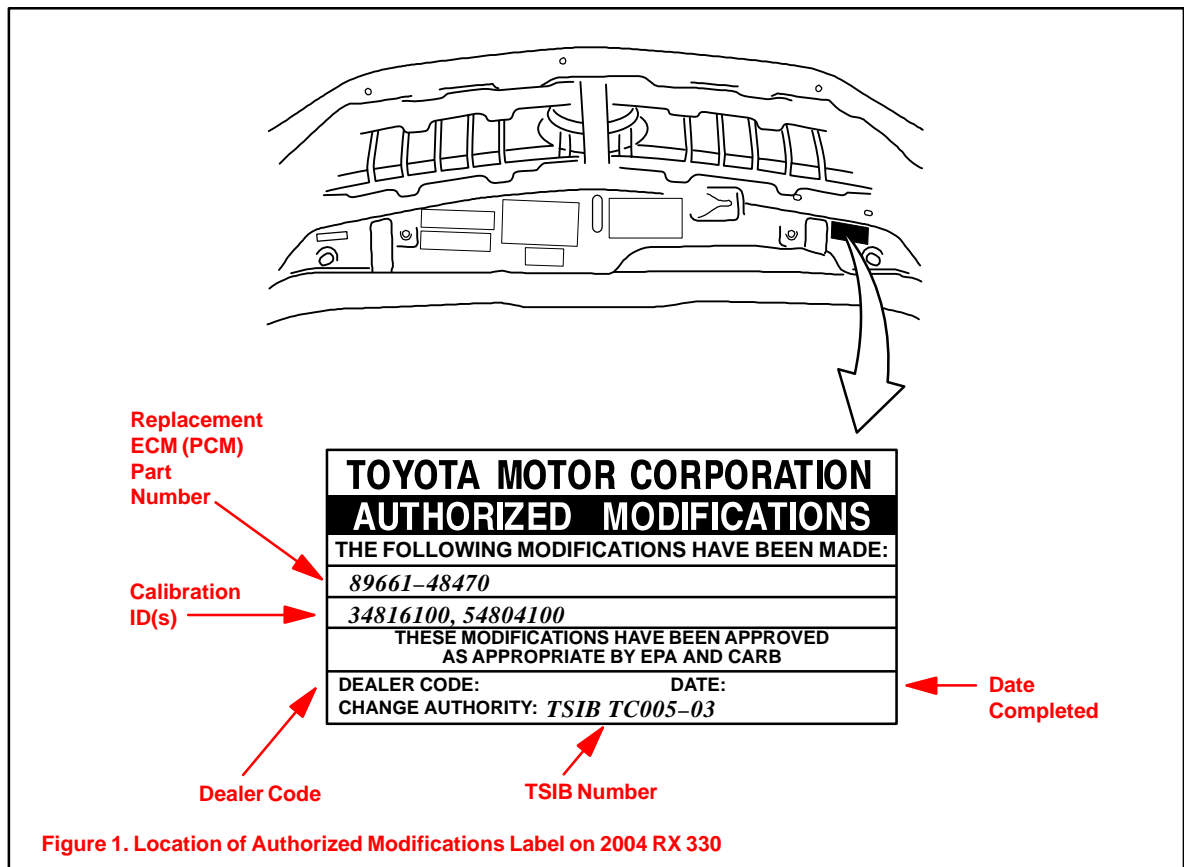 Replacement
ECM (PCM)
Part
Number
TOYOTA MOTOR CORPORATION
AUTHORIZED MODIFICATIONS
THE FOLLOWING MODIFICATIONS HAVE BEEN MADE:
89661–48470
Calibration
ID(s)
34816100, 54804100
THESE MODIFICATIONS HAVE BEEN APPROVED
AS APPROPRIATE BY EPA AND CARB
DEALER CODE: DATE:
CHANGE AUTHORITY: TSIB TC005–03
Date
Completed
Dealer Code
TSIB Number
Figure 1. Location of Authorized Modifications Label on 2004 RX 330